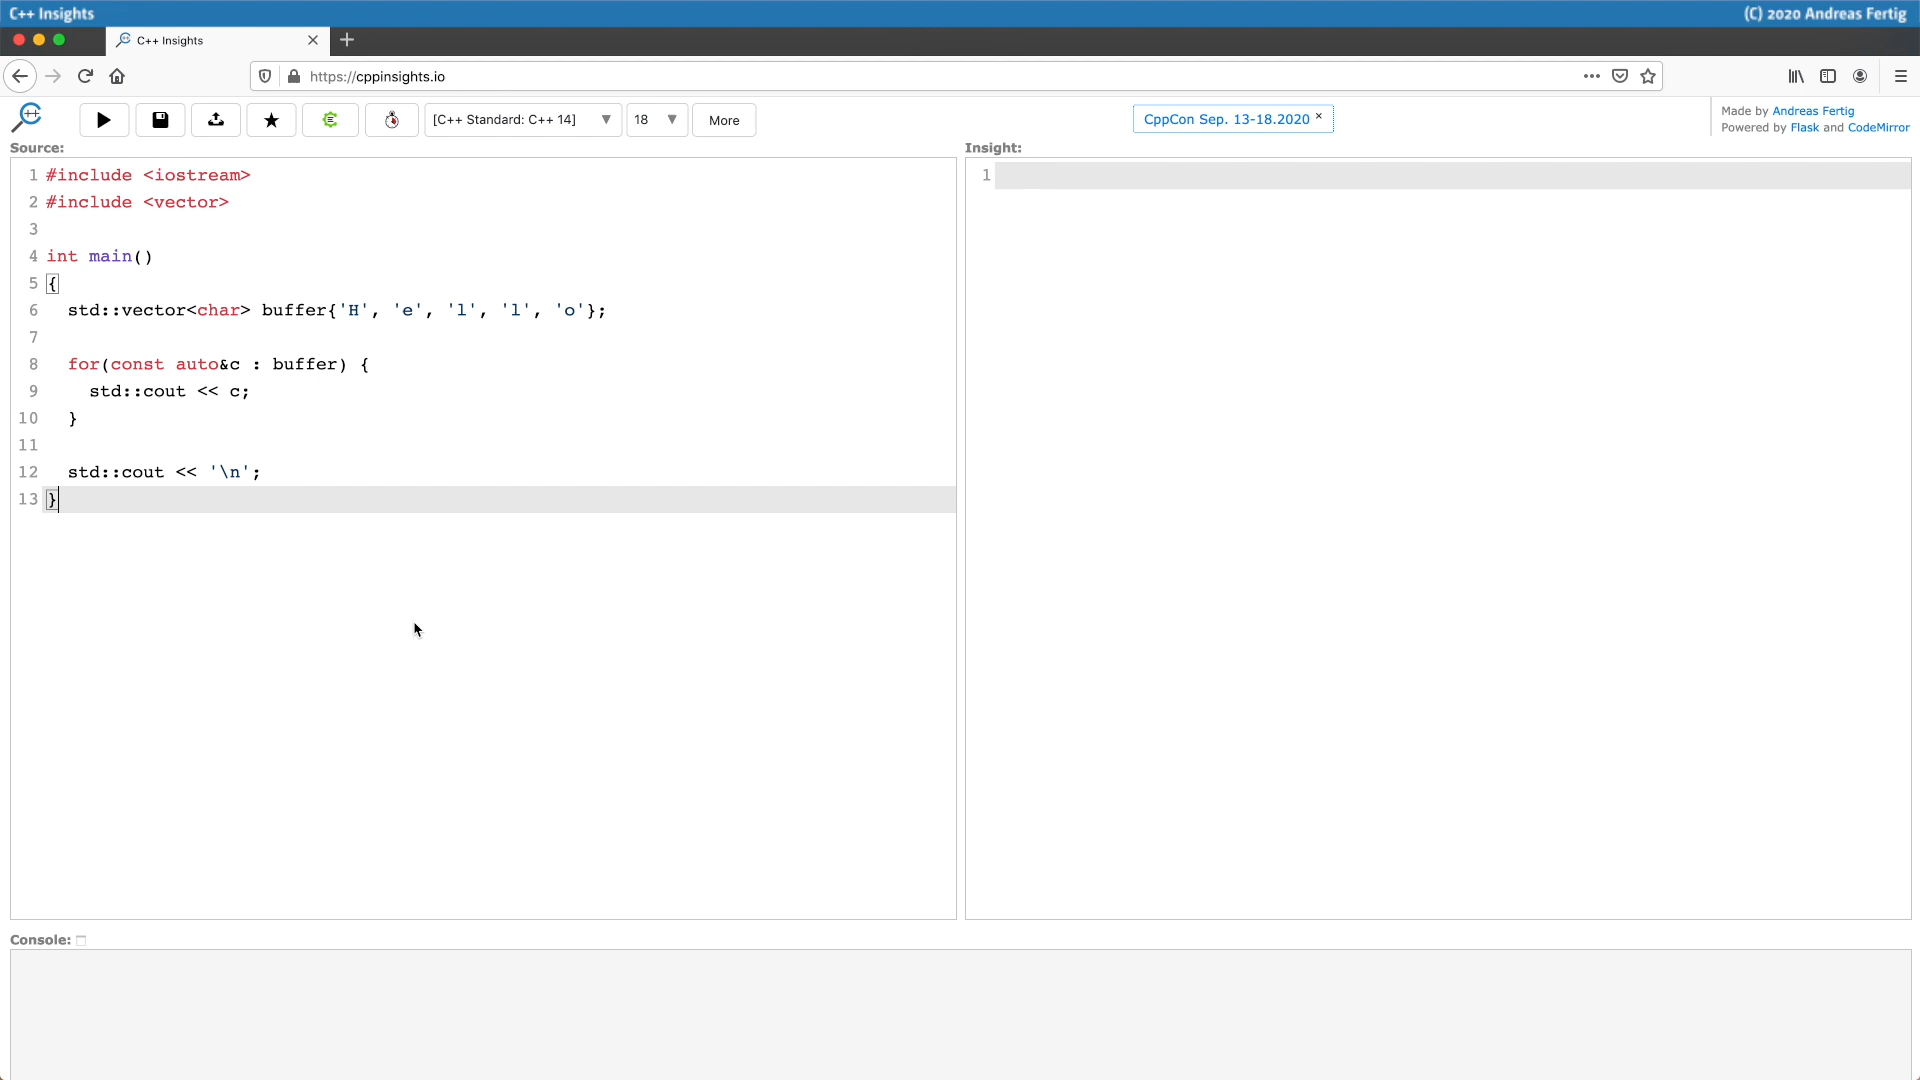 C++ Insights
(C) 2020 Andreas Fertig
C++ Insights
https://cppinsights.io
[C++ Standard: C++ 14]
18
More
CppCon Sep. 13-18.2020 ×
Made by Andreas Fertig
Powered by Flask and CodeMirror
Source:
1 #include <iostream>
2 #include <vector>
3
4 int main()
5 {
6   std::vector<char> buffer{'H', 'e', 'l', 'l', 'o'};
7
8   for(const auto&c : buffer) {
9     std::cout << c;
10   }
11
12   std::cout << '\n';
13 }
Insight:
1
Console: